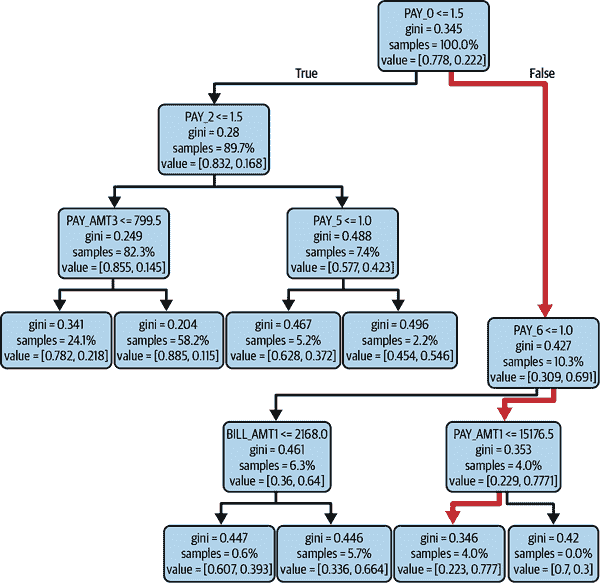 PAY_0 <= 1.5
gini = 0.345
samples = 100.0%
value = [0.778, 0.222]
True
False
PAY_2 <= 1.5
gini = 0.28
samples = 89.7%
value = [0.832, 0.168]
PAY_AMT3 <= 799.5
gini = 0.249
samples = 82.3%
value = [0.855, 0.145]
PAY_5 <= 1.0
gini = 0.488
samples = 7.4%
value = [0.577, 0.423]
gini = 0.341
samples = 24.1%
value = [0.782, 0.218]
gini = 0.204
samples = 58.2%
value = [0.885, 0.115]
gini = 0.467
samples = 5.2%
value = [0.628, 0.372]
gini = 0.496
samples = 2.2%
value = [0.454, 0.546]
PAY_6 <= 1.0
gini = 0.427
samples = 10.3%
value = [0.309, 0.691]
BILL_AMT1 <= 2168.0
gini = 0.461
samples = 6.3%
value = [0.36, 0.64]
PAY_AMT1 <= 15176.5
gini = 0.353
samples = 4.0%
value = [0.229, 0.7771]
gini = 0.447
samples = 0.6%
value = [0.607, 0.393]
gini = 0.446
samples = 5.7%
value = [0.336, 0.664]
gini = 0.346
samples = 4.0%
value = [0.223, 0.777]
gini = 0.42
samples = 0.0%
value = [0.7, 0.3]